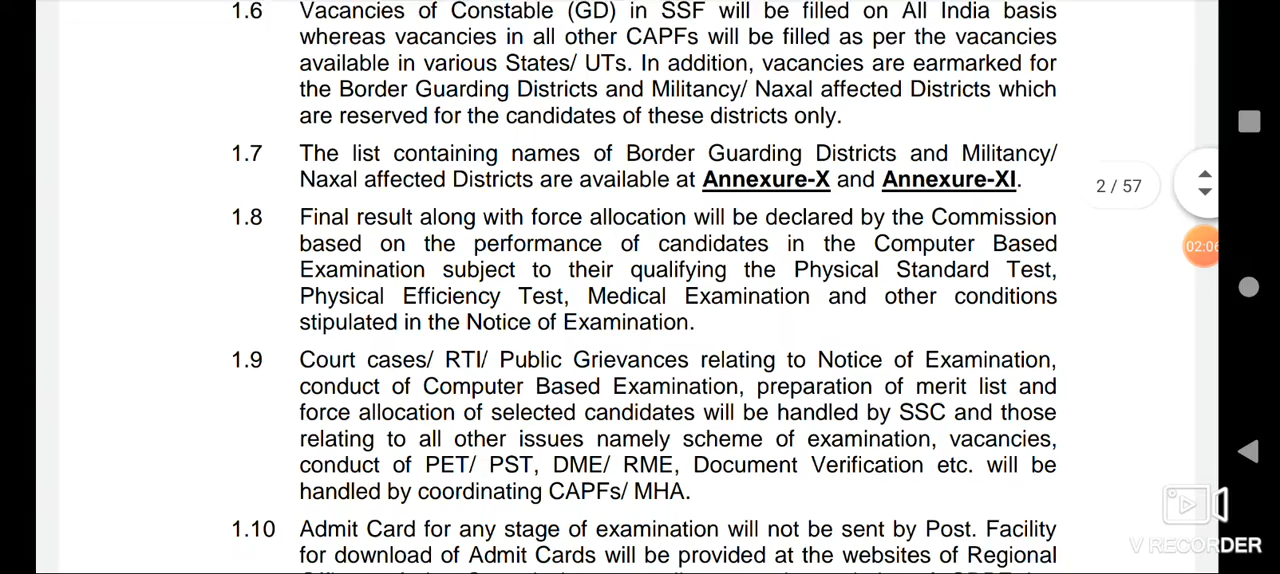 1.6 Vacancies of Constable (GD) in SSF will be filled on All India basis
whereas vacancies in all other CAPFs will be filled as per the vacancies
available in various States/ UTs. In addition, vacancies are earmarked for
the Border Guarding Districts and Militancy/ Naxal affected Districts which
are reserved for the candidates of these districts only.
1.7 The list containing names of Border Guarding Districts and Militancy/
Naxal affected Districts are available at Annexure-X and Annexure-XI.
2 / 57
1.8 Final result along with force allocation will be declared by the Commission
based on the performance of candidates in the Computer Based
Examination subject to their qualifying the Physical Standard Test,
Physical Efficiency Test, Medical Examination and other conditions
stipulated in the Notice of Examination.
02:06
1.9 Court cases/ RTI/ Public Grievances relating to Notice of Examination,
conduct of Computer Based Examination, preparation of merit list and
force allocation of selected candidates will be handled by SSC and those
relating to all other issues namely scheme of examination, vacancies,
conduct of PET/ PST, DME/ RME, Document Verification etc. will be
handled by coordinating CAPFs/ MHA.
1.10 Admit Card for any stage of examination will not be sent by Post. Facility
for download of Admit Cards will be provided at the websites of Regional
V RECORDER